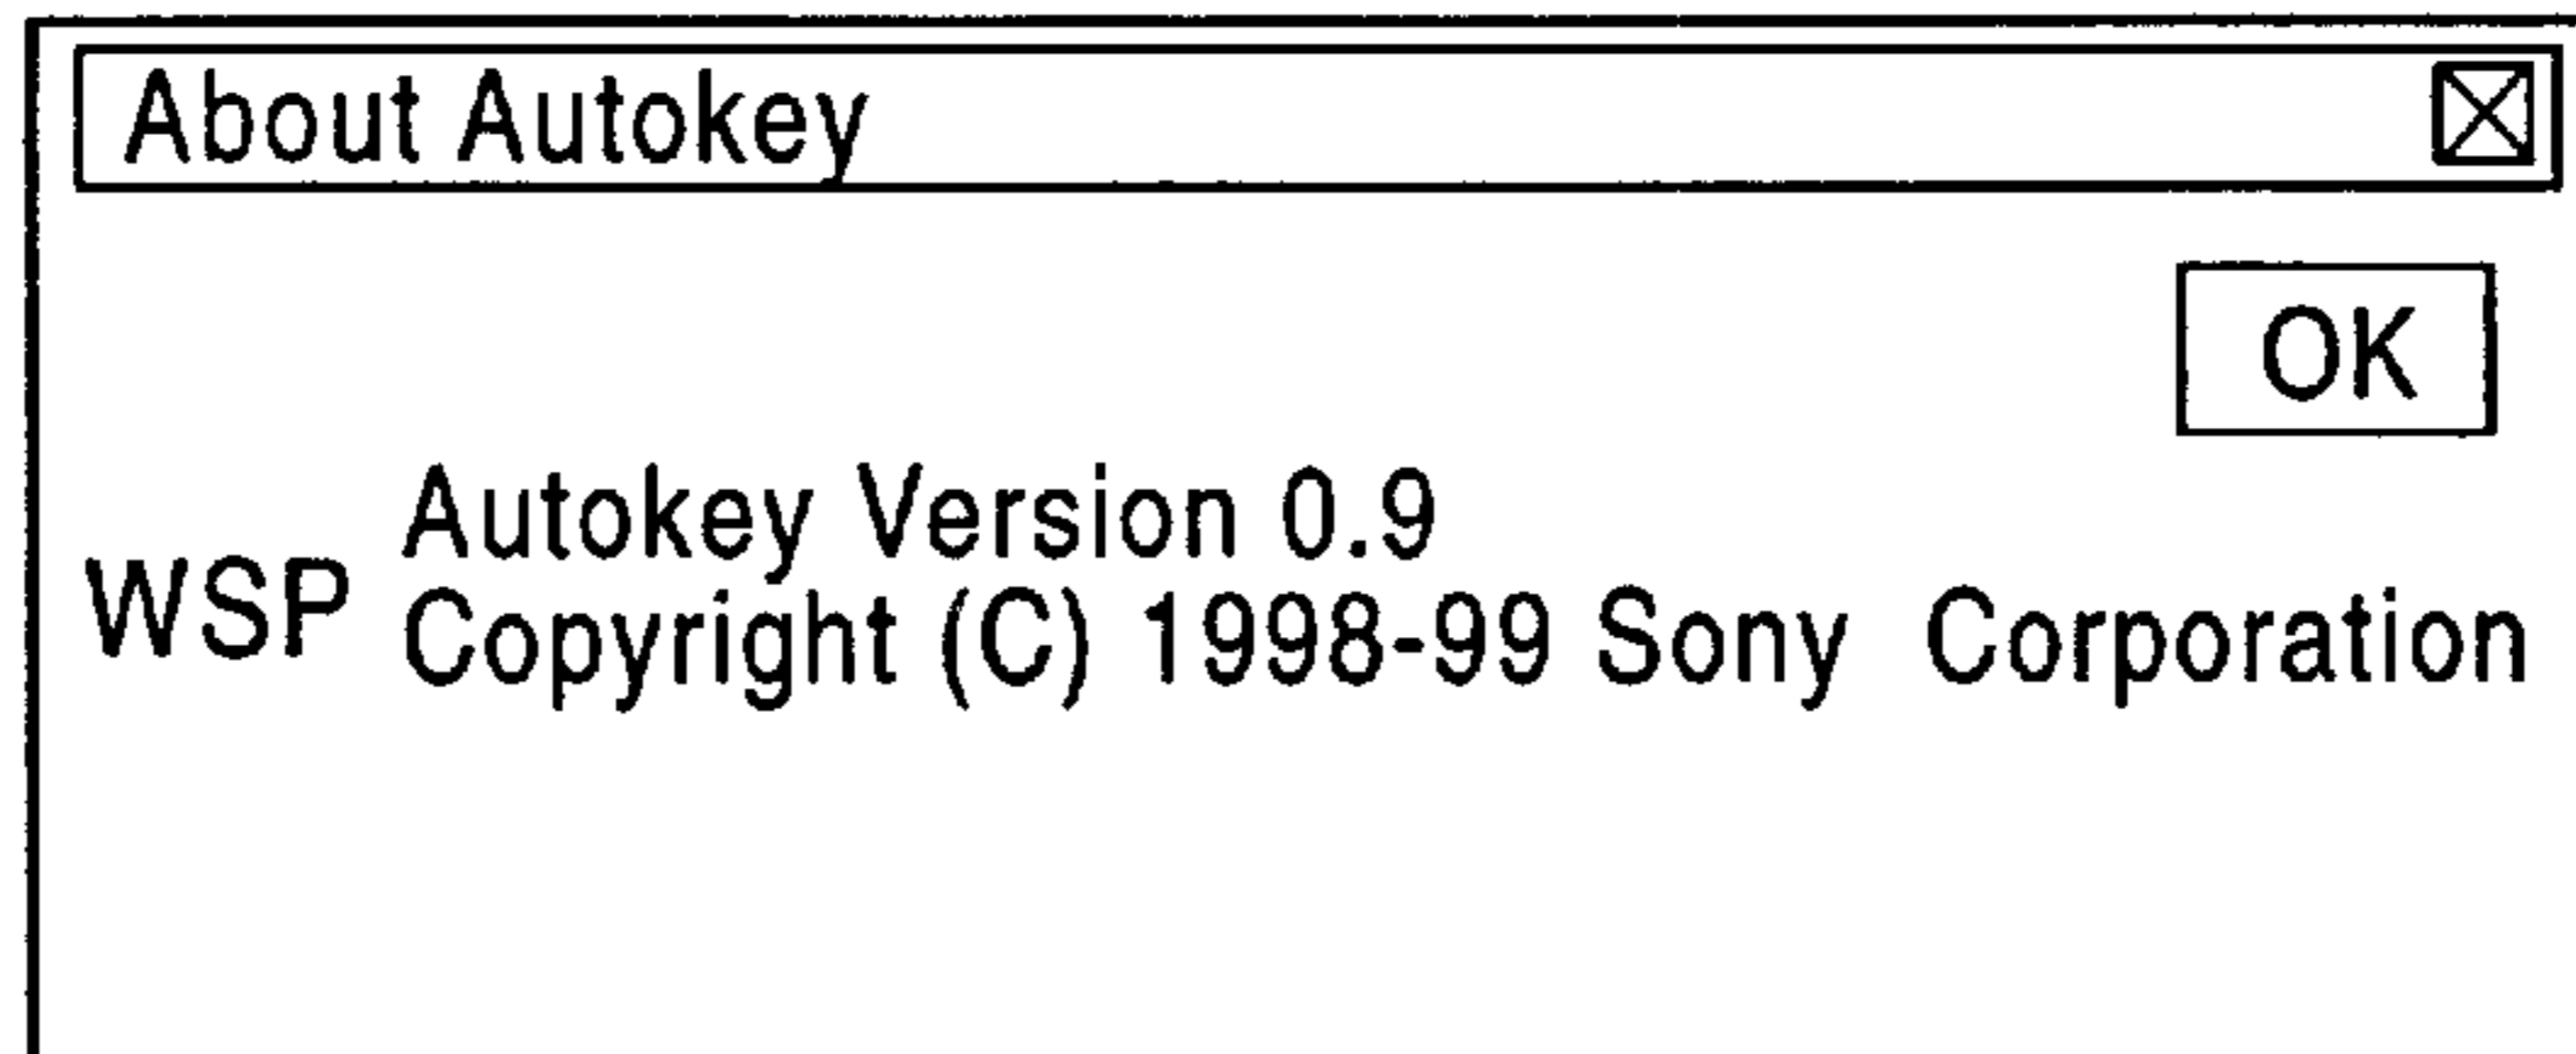 About Autokey
OK
Autokey Version 0.9
WSP
Copyright (C) 1998-99 Sony Corporation